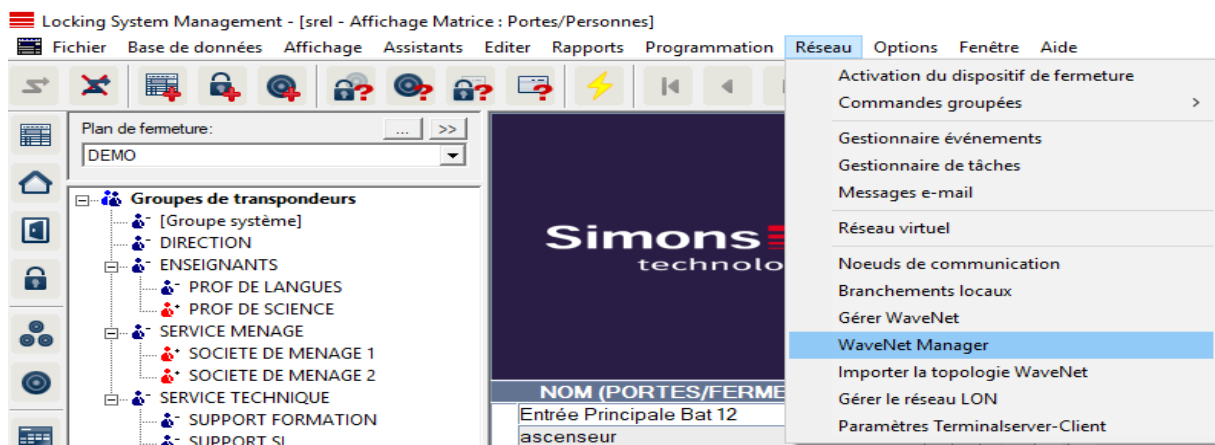 Locking System Management - [srel - Affichage Matrice : Portes/Personnes]
Fichier Base de données Affichage Assistants Editer Rapports Programmation Réseau Options Fenêtre Aide
Plan de fermeture:
... >>
DEMO
Groupes de transpondeurs
[Groupe système]
DIRECTION
ENSEIGNANTS
PROF DE LANGUES
PROF DE SCIENCE
SERVICE MENAGE
SOCIETE DE MENAGE 1
SOCIETE DE MENAGE 2
SERVICE TECHNIQUE
SUPPORT FORMATION
SUPPORT SI
Simons
technolo
NOM (PORTES/FERME
Entrée Principale Bat 12
ascenseur
Activation du dispositif de fermeture
Commandes groupées >
Gestionnaire événements
Gestionnaire de tâches
Messages e-mail
Réseau virtuel
Noeuds de communication
Branchements locaux
Gérer WaveNet
WaveNet Manager
Importer la topologie WaveNet
Gérer le réseau LON
Paramètres Terminalserver-Client